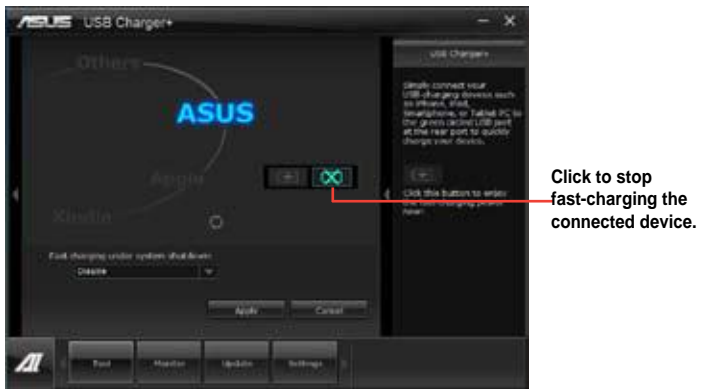 ASUS USB Charger+
USB Charger+
Others
ASUS
Apple
Xiaomi
Simply connect your
USB-charging devices such
as iPhone, iPad,
Smartphone, or Tablet PC to
the green circled USB port
at the rear port to quickly
charge your device.
Click this button to enjoy
the fast-charging power
now!
Click to stop
fast-charging the
connected device.
Fast charging under system shutdown:
Disable
Apply
Cancel
Tool
Monitor
Update
Settings